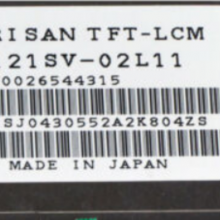 RISAN TFT-LCM
21SV-02L11
0026544315
SJ0430552A2K804ZS
MADE IN JAPAN